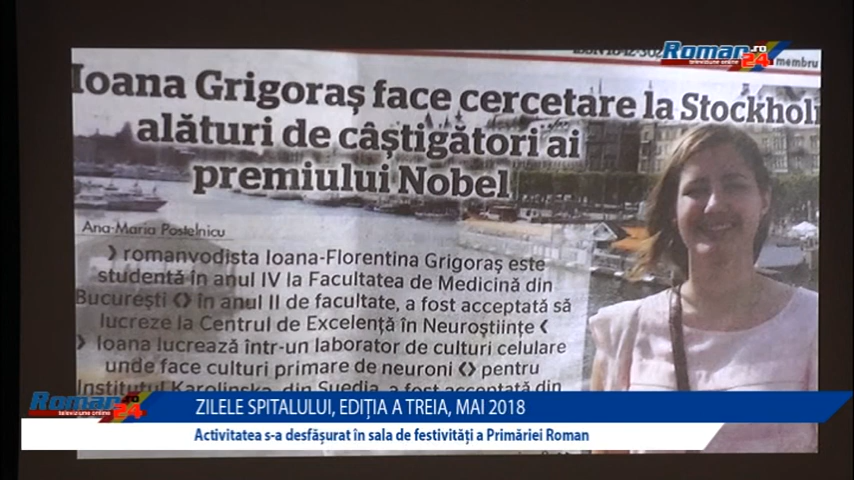 Roman24.ro
televiziune online
membru
Ioana Grigoraș face cercetare la Stockhol
alături de câștigători ai
premiului Nobel
Ana-Maria Postelnicu
❯ romanvodista Ioana-Florentina Grigoraș este
studentă în anul IV la Facultatea de Medicină din
București ❮❯ în anul II de facultate, a fost acceptată să
lucreze la Centrul de Excelență în Neuroștiințe ❮
❯ Ioana lucrează într-un laborator de culturi celulare
unde face culturi primare de neuroni ❮❯ pentru
Institutul Karolinska, din Suedia, a fost acceptată din
Roman24.ro
televiziune online
ZILELE SPITALULUI, EDIȚIA A TREIA, MAI 2018
Activitatea s-a desfășurat în sala de festivități a Primăriei Roman